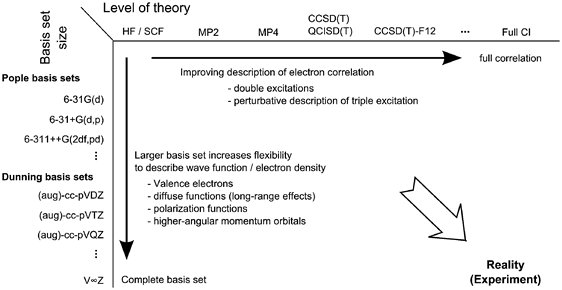 Level of theory
Basis set
size
HF / SCF
MP2
MP4
CCSD(T)
QCISD(T)
CCSD(T)-F12
...
Full CI
Improving description of electron correlation
- double excitations
- perturbative description of triple excitation
full correlation
Pople basis sets
6-31G(d)
6-31+G(d,p)
6-311++G(2df,pd)
⋮
Larger basis set increases flexibility
to describe wave function / electron density
- Valence electrons
- diffuse functions (long-range effects)
- polarization functions
- higher-angular momentum orbitals
Dunning basis sets
(aug)-cc-pVDZ
(aug)-cc-pVTZ
(aug)-cc-pVQZ
⋮
V∞Z
Complete basis set
Reality
(Experiment)